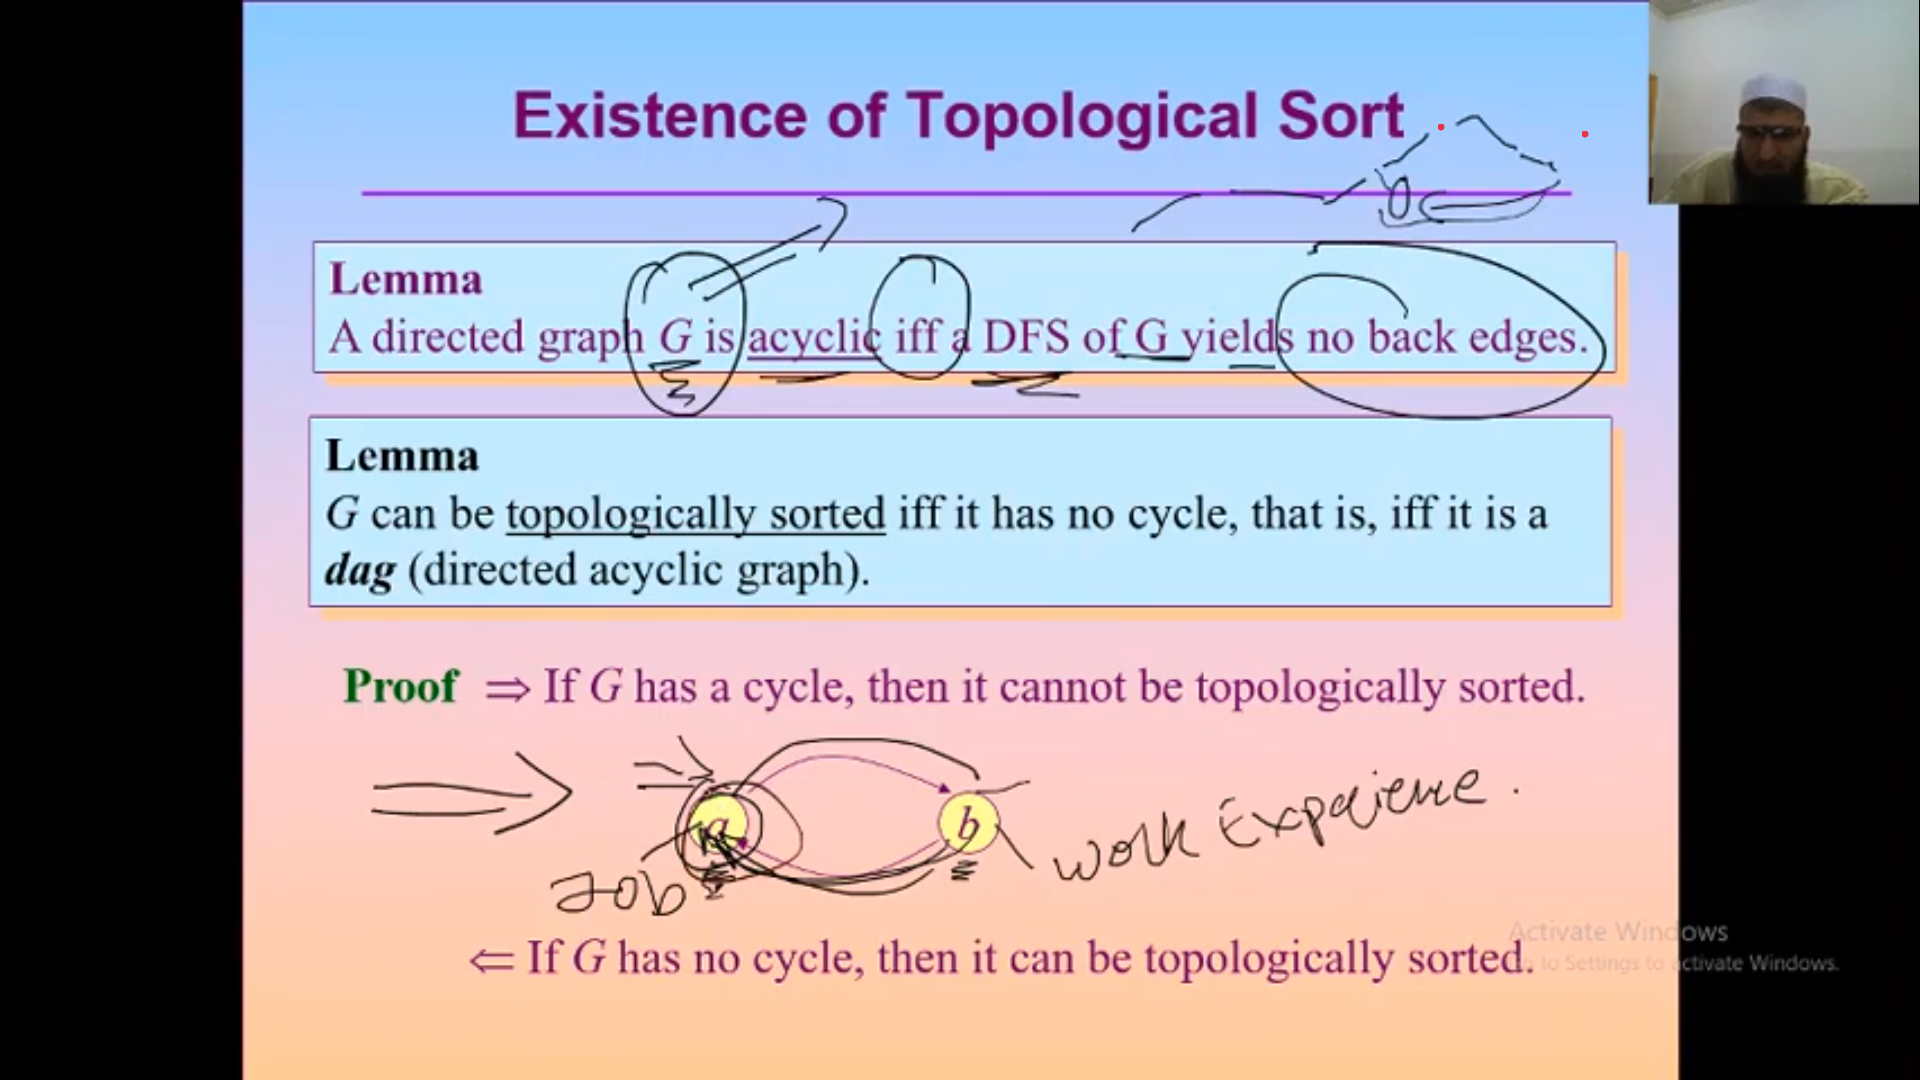 Existence of Topological Sort
Lemma
A directed graph G is acyclic iff a DFS of G yields no back edges.
Lemma
G can be topologically sorted iff it has no cycle, that is, iff it is a
dag (directed acyclic graph).
Proof ⇒ If G has a cycle, then it cannot be topologically sorted.
a b
Job
work Experience.
⇐ If G has no cycle, then it can be topologically sorted.
Activate Windows
Go to Settings to activate Windows.